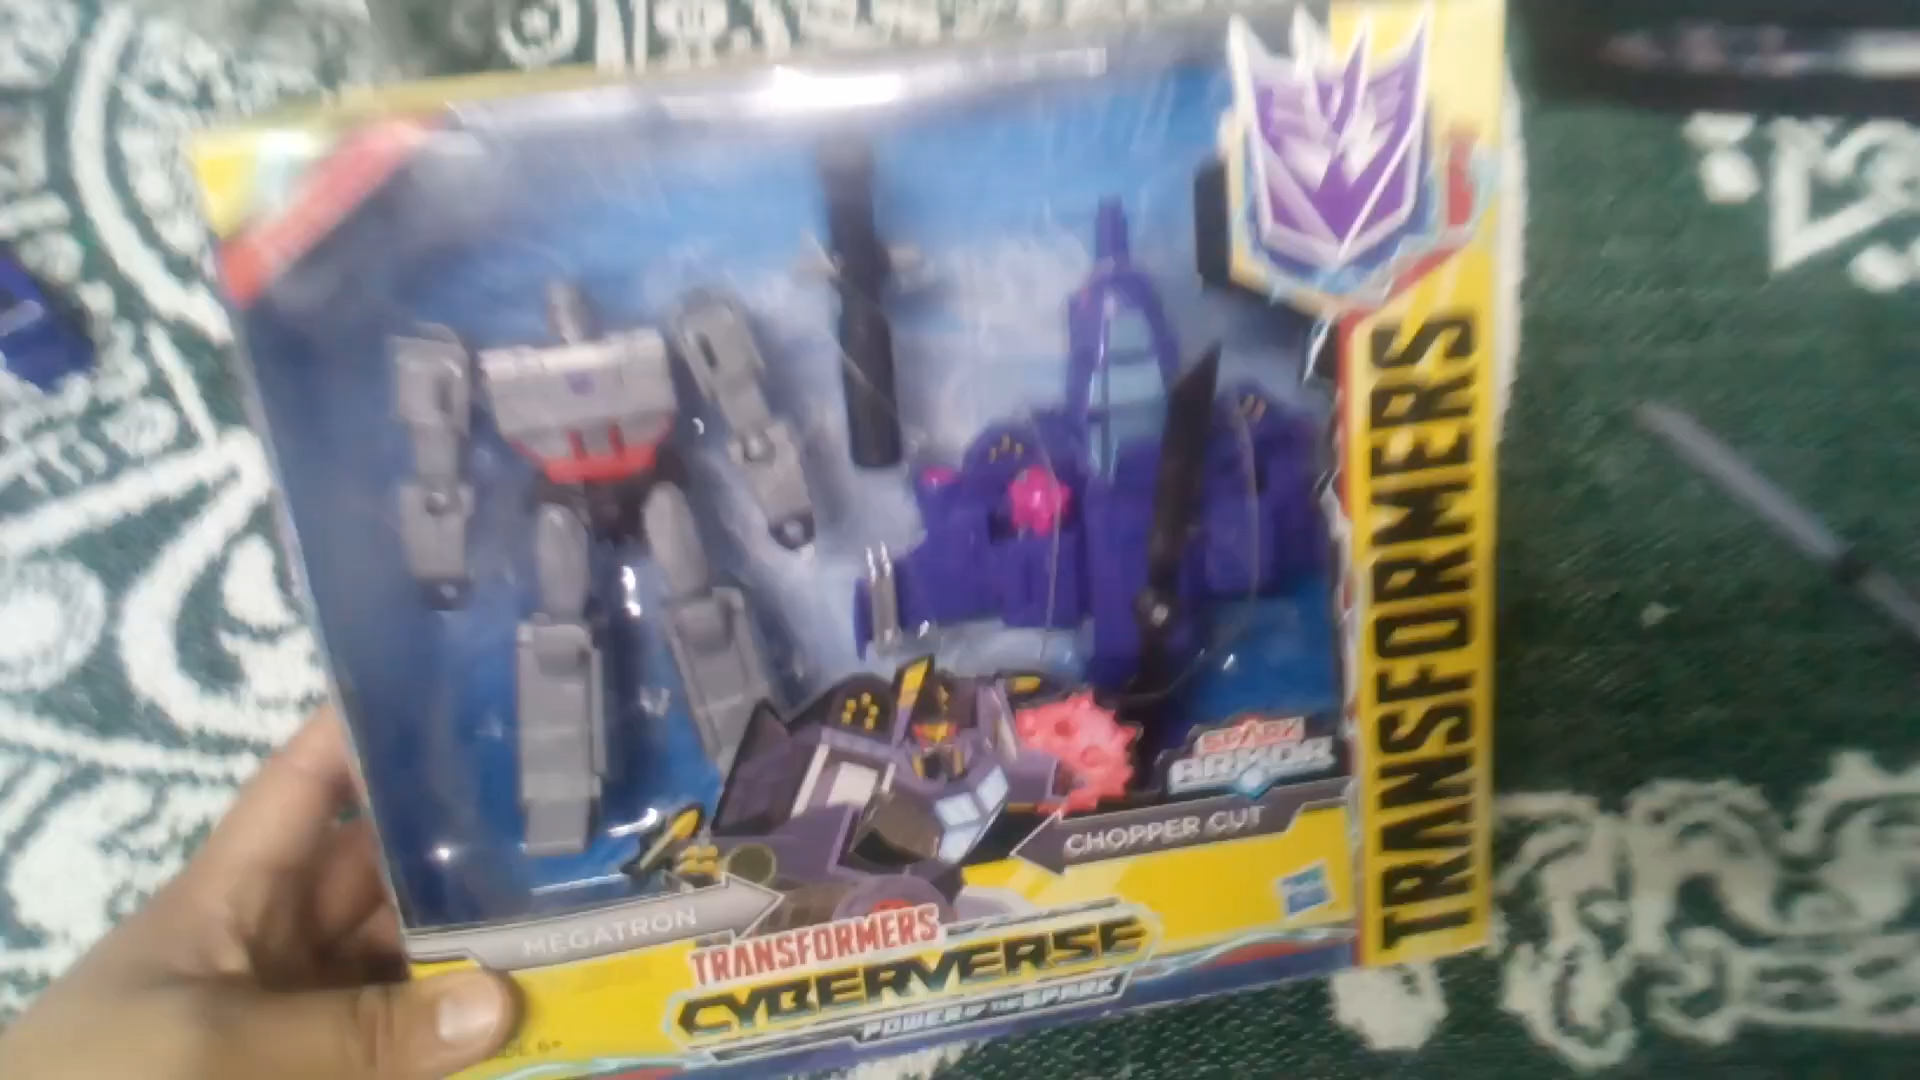 TRANSFORMERS
SPARK
ARMOR
CHOPPER CUT
MEGATRON
TRANSFORMERS
CYBERVERSE
POWER OF THE SPARK